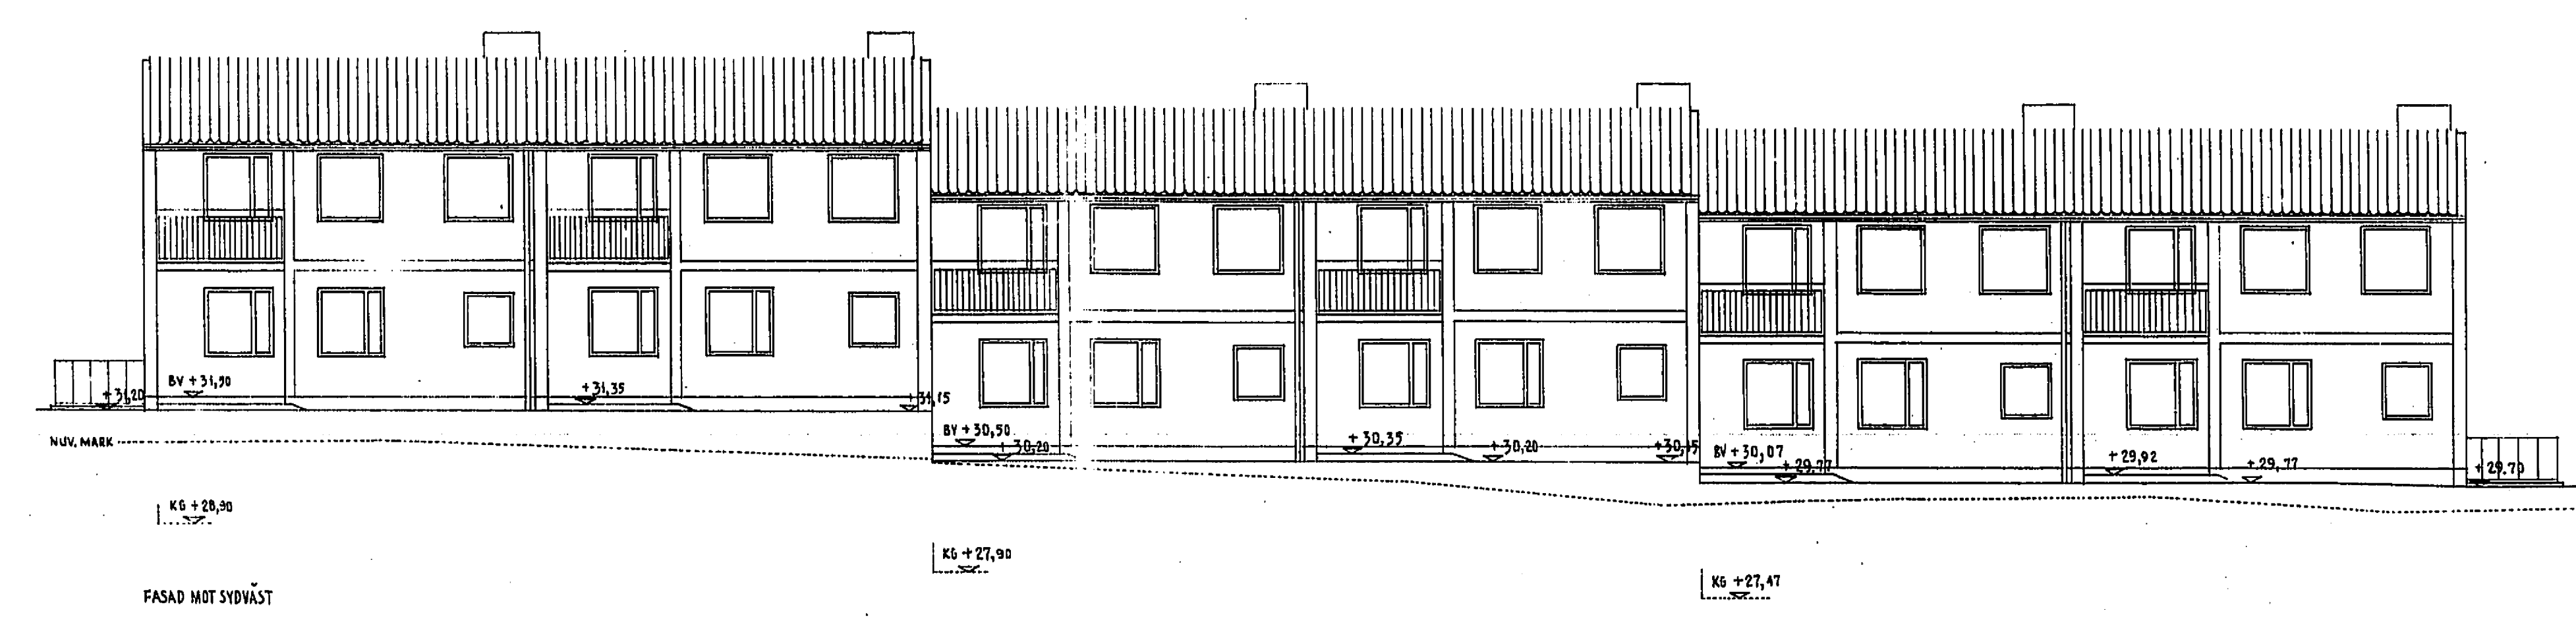 BV +31,50
+31,20
+31,35
+31,15
NUV. MARK
BV +30,50
+30,20
+30,35
+30,20
+30,15
BV +30,07
+29,77
+29,92
+29,77
+29,70
KG +28,90
KG +27,90
KG +27,47
FASAD MOT SYDVÄST